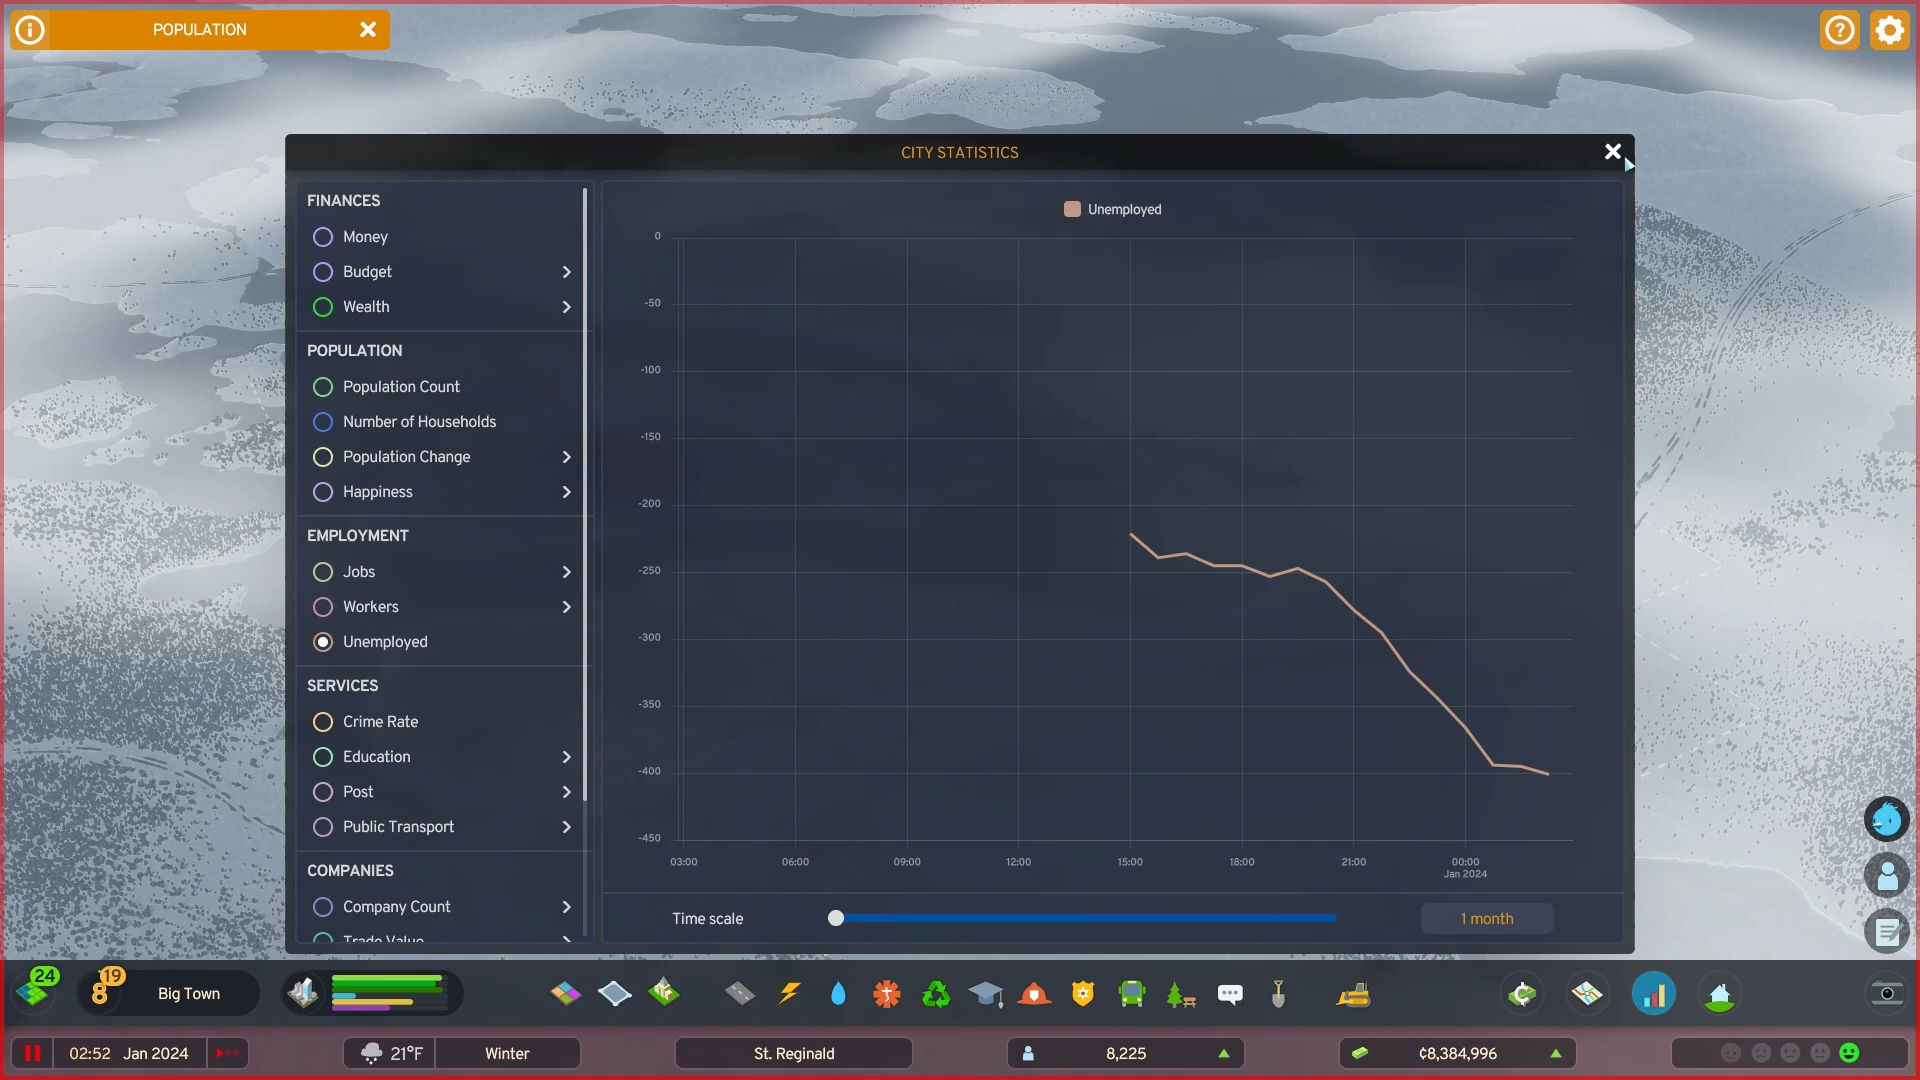 POPULATION
CITY STATISTICS
FINANCES
Money
Budget
Wealth
POPULATION
Population Count
Number of Households
Population Change
Happiness
EMPLOYMENT
Jobs
Workers
Unemployed
SERVICES
Crime Rate
Education
Post
Public Transport
COMPANIES
Company Count
Trade Value
Unemployed
0
-50
-100
-150
-200
-250
-300
-350
-400
-450
03:00 06:00 09:00 12:00 15:00 18:00 21:00 00:00
Jan 2024
Time scale
1 month
24
19
8
Big Town
02:52 Jan 2024
21°F
Winter
St. Reginald
8,225
¢8,384,996